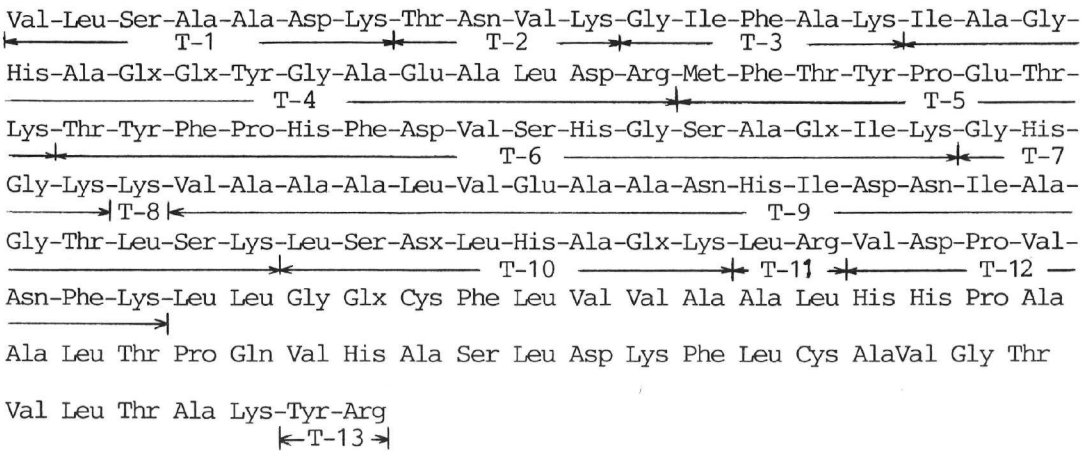 Val-Leu-Ser-Ala-Ala-Asp-Lys-Thr-Asn-Val-Lys-Gly-Ile-Phe-Ala-Lys-Ile-Ala-Gly-
T-1 T-2 T-3
His-Ala-Glx-Glx-Tyr-Gly-Ala-Glu-Ala Leu Asp-Arg-Met-Phe-Thr-Tyr-Pro-Glu-Thr-
T-4 T-5
Lys-Thr-Tyr-Phe-Pro-His-Phe-Asp-Val-Ser-His-Gly-Ser-Ala-Glx-Ile-Lys-Gly-His-
T-6 T-7
Gly-Lys-Lys-Val-Ala-Ala-Ala-Leu-Val-Glu-Ala-Ala-Asn-His-Ile-Asp-Asn-Ile-Ala-
T-8 T-9
Gly-Thr-Leu-Ser-Lys-Leu-Ser-Asx-Leu-His-Ala-Glx-Lys-Leu-Arg-Val-Asp-Pro-Val-
T-10 T-11 T-12
Asn-Phe-Lys-Leu Leu Gly Glx Cys Phe Leu Val Val Ala Ala Leu His His Pro Ala
Ala Leu Thr Pro Gln Val His Ala Ser Leu Asp Lys Phe Leu Cys AlaVal Gly Thr
Val Leu Thr Ala Lys-Tyr-Arg
T-13